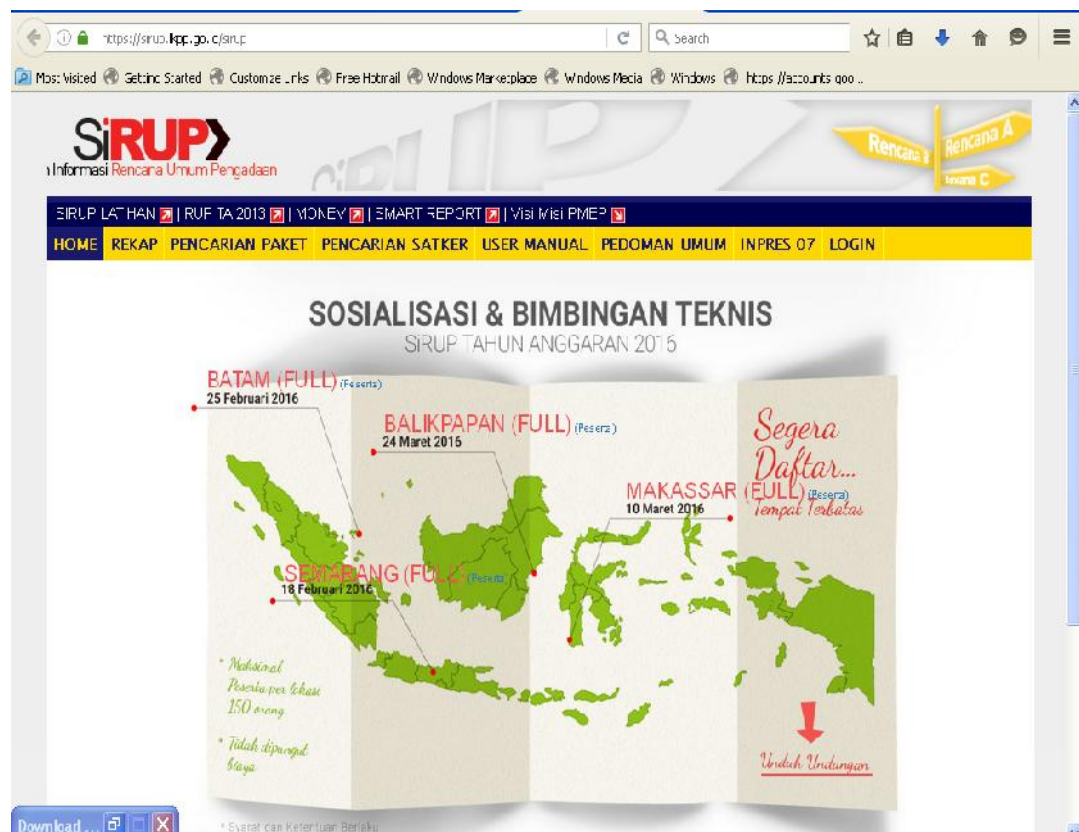 https://sirup.lkpp.go.id/sirup
Search
Most Visited Getting Started Customize Links Free Hotmail Windows Marketplace Windows Media Windows https://accounts.goo...
SiRUP
Informasi Rencana Umum Pengadaan
SiRUP
Rencana B
Rencana A
Rencana C
SIRUP LATIHAN | RUP TA 2013 | MONEV | SMART REPORT | Visi Misi PMEP
HOME REKAP PENCARIAN PAKET PENCARIAN SATKER USER MANUAL PEDOMAN UMUM INPRES 07 LOGIN
SOSIALISASI & BIMBINGAN TEKNIS
SiRUP TAHUN ANGGARAN 2016
BATAM (FULL) (Peserta)
25 Februari 2016
BALIKPAPAN (FULL) (Peserta)
24 Maret 2016
Segera
Daftar...
Tempat Terbatas
MAKASSAR (FULL) (Peserta)
10 Maret 2016
SEMARANG (FULL) (Peserta)
18 Februari 2016
* Maksimal
Peserta per lokasi
150 orang
* Tidak dipungut
biaya
Unduh Undangan
* Syarat dan Ketentuan Berlaku
Download ...